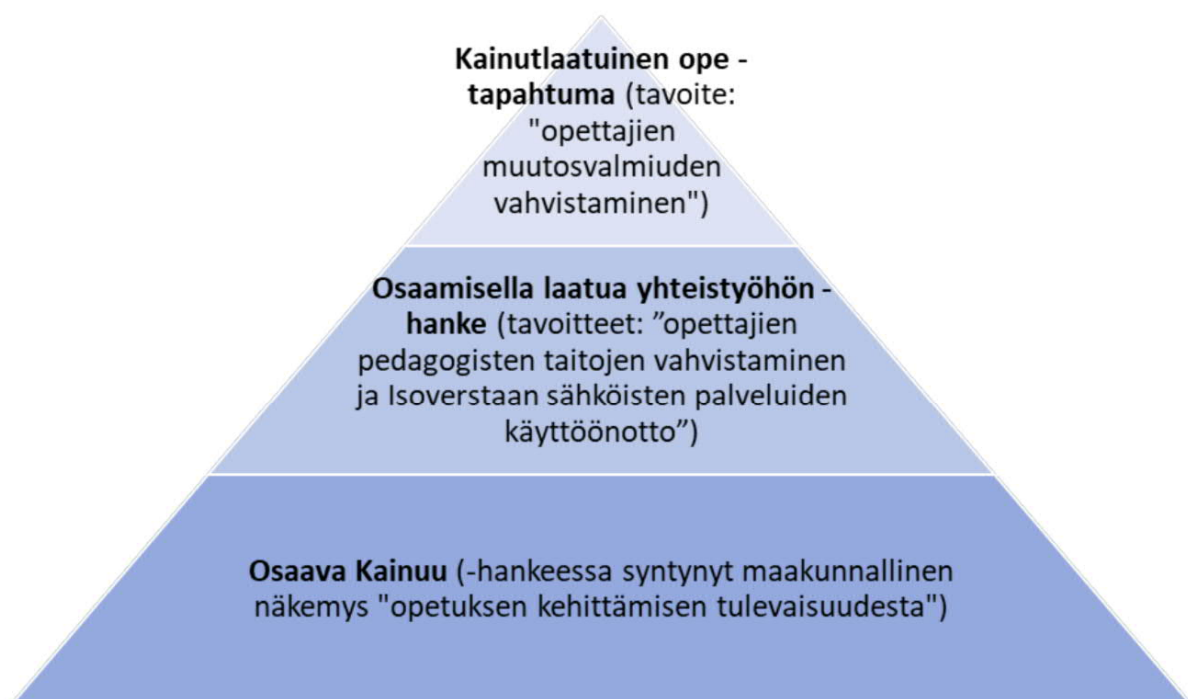 Kainutlaatuinen ope -
tapahtuma (tavoite:
"opettajien
muutosvalmiuden
vahvistaminen")
Osaamisella laatua yhteistyöhön -
hanke (tavoitteet: ”opettajien
pedagogisten taitojen vahvistaminen
ja Isoverstaan sähköisten palveluiden
käyttöönotto”)
Osaava Kainuu (-hankeessa syntynyt maakunnallinen
näkemys "opetuksen kehittämisen tulevaisuudesta")